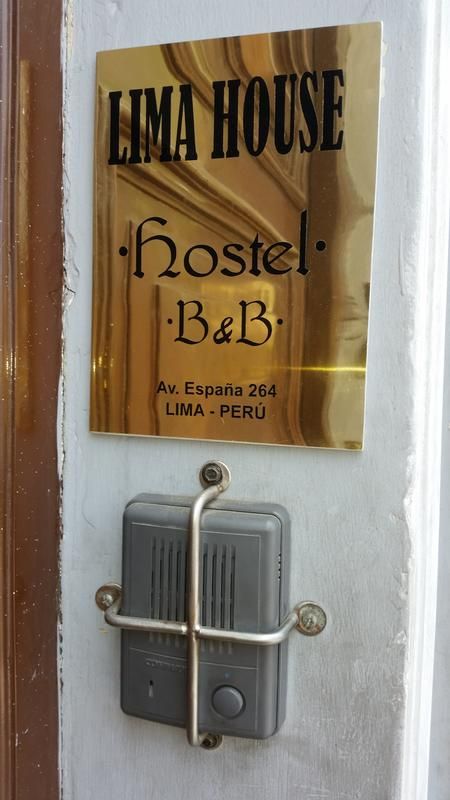 LIMA HOUSE
·Hostel·
·B&B·
Av. España 264
LIMA - PERÚ